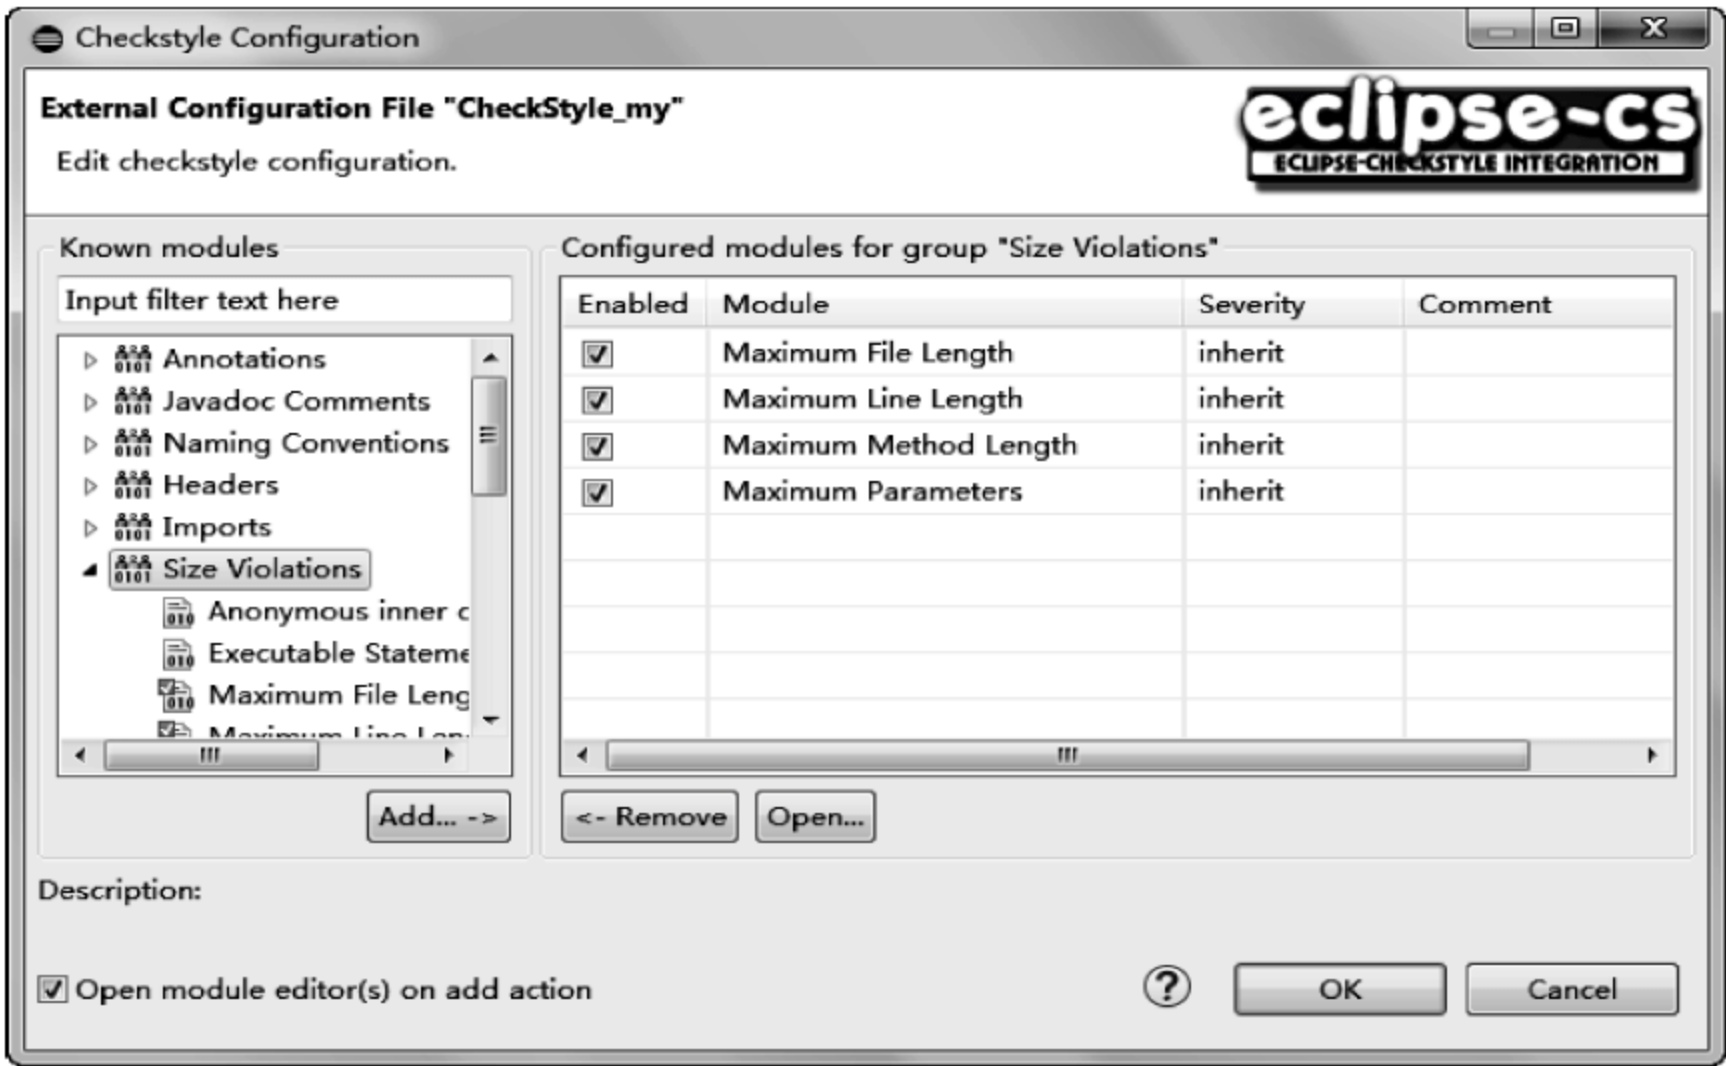 Checkstyle Configuration
External Configuration File "CheckStyle_my"
Edit checkstyle configuration.
eclipse-cs
ECLIPSE-CHECKSTYLE INTEGRATION
Known modules
Input filter text here
Annotations
Javadoc Comments
Naming Conventions
Headers
Imports
Size Violations
Anonymous inner c
Executable Stateme
Maximum File Leng
Maximum Line Len
Add... ->
Configured modules for group "Size Violations"
Enabled Module Severity Comment
Maximum File Length inherit
Maximum Line Length inherit
Maximum Method Length inherit
Maximum Parameters inherit
<- Remove Open...
Description:
Open module editor(s) on add action
? OK Cancel